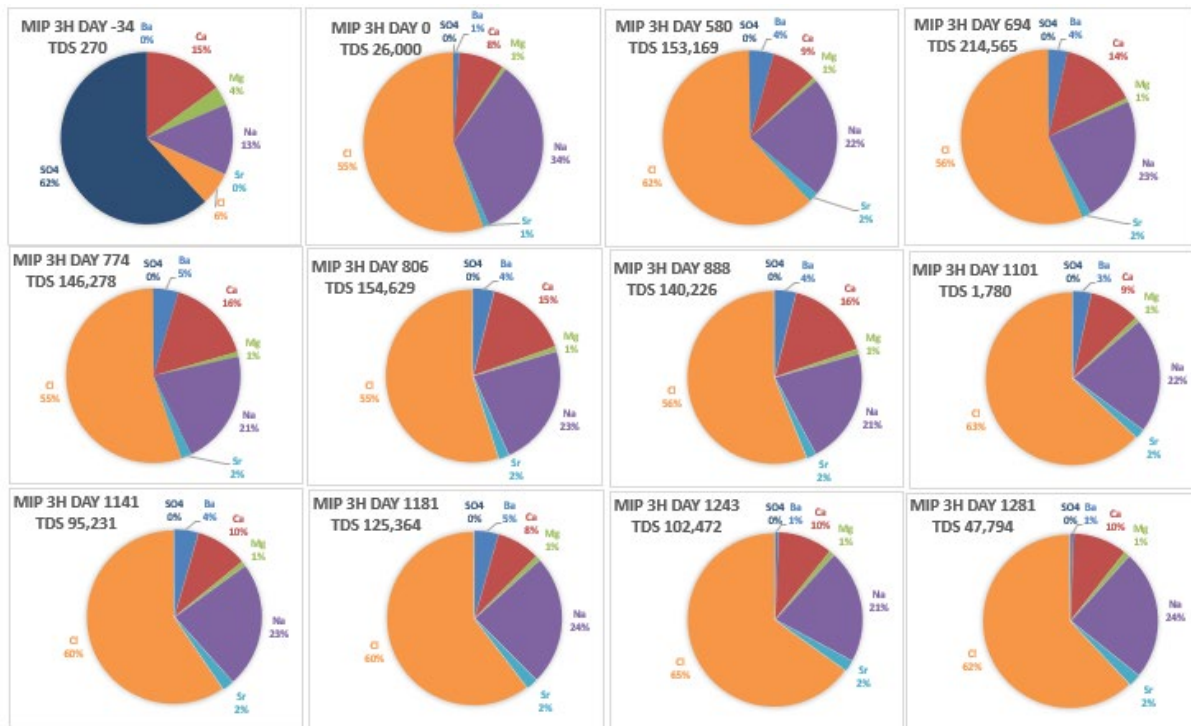 MIP 3H DAY -34
TDS 270
Ba
0%
Ca
15%
Mg
4%
Na
13%
Sr
0%
Cl
6%
SO4
62%
MIP 3H DAY 0
TDS 26,000
SO4
0%
Ba
1%
Ca
8%
Mg
1%
Na
34%
Sr
1%
Cl
55%
MIP 3H DAY 580
TDS 153,169
SO4
0%
Ba
4%
Ca
9%
Mg
1%
Na
22%
Sr
2%
Cl
62%
MIP 3H DAY 694
TDS 214,565
SO4
0%
Ba
4%
Ca
14%
Mg
1%
Na
23%
Sr
2%
Cl
56%
MIP 3H DAY 774
TDS 146,278
SO4
0%
Ba
5%
Ca
16%
Mg
1%
Na
21%
Sr
2%
Cl
55%
MIP 3H DAY 806
TDS 154,629
SO4
0%
Ba
4%
Ca
15%
Mg
1%
Na
23%
Sr
2%
Cl
55%
MIP 3H DAY 888
TDS 140,226
SO4
0%
Ba
4%
Ca
16%
Mg
1%
Na
21%
Sr
2%
Cl
56%
MIP 3H DAY 1101
TDS 1,780
SO4
0%
Ba
3%
Ca
9%
Mg
1%
Na
22%
Sr
2%
Cl
63%
MIP 3H DAY 1141
TDS 95,231
SO4
0%
Ba
4%
Ca
10%
Mg
1%
Na
23%
Sr
2%
Cl
60%
MIP 3H DAY 1181
TDS 125,364
SO4
0%
Ba
5%
Ca
8%
Mg
1%
Na
24%
Sr
2%
Cl
60%
MIP 3H DAY 1243
TDS 102,472
SO4
0%
Ba
1%
Ca
10%
Mg
1%
Na
21%
Sr
2%
Cl
65%
MIP 3H DAY 1281
TDS 47,794
SO4
0%
Ba
1%
Ca
10%
Mg
1%
Na
24%
Sr
2%
Cl
62%